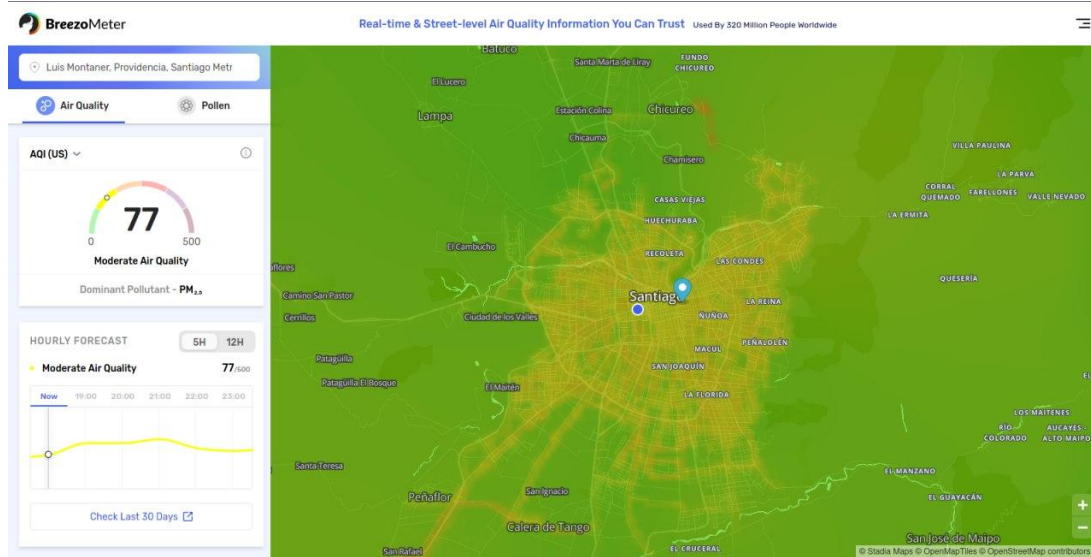 BreezoMeter
Real-time & Street-level Air Quality Information You Can Trust Used By 320 Million People Worldwide
Luis Montaner, Providencia, Santiago Metr
Air Quality
Pollen
AQI (US)
77
0
500
Moderate Air Quality
Dominant Pollutant - PM2.5
HOURLY FORECAST
5H 12H
Moderate Air Quality
77/500
Now 19:00 20:00 21:00 22:00 23:00
Check Last 30 Days
Batuco
Santa Marta de Liray
FUNDO
CHICUREO
El Lucero
Lampa
Estación Colina
Chicureo
Chicauma
Chamisero
VILLA PAULINA
LA PARVA
CORRAL
QUEMADO
FARELLONES
VALLE NEVADO
CASAS VIEJAS
LA ERMITA
HUECHURABA
El Cambucho
RECOLETA
LAS CONDES
aflores
QUESERÍA
Camino San Pastor
Santiago
LA REINA
Cerrillos
Ciudad de los Valles
ÑUÑOA
PEÑALOLÉN
MACUL
Patagüilla
SAN JOAQUÍN
Patagüilla El Bosque
El Maitén
LA FLORIDA
EL
LOS MAITENES
RÍO
COLORADO
AUCAYES -
ALTO MAIPO
Santa Teresa
EL MANZANO
Peñaflor
San Ignacio
EL GUAYACÁN
+
−
Calera de Tango
San José de Maipo
San Rafael
EL CRUCERAL
© Stadia Maps © OpenMapTiles © OpenStreetMap contributors